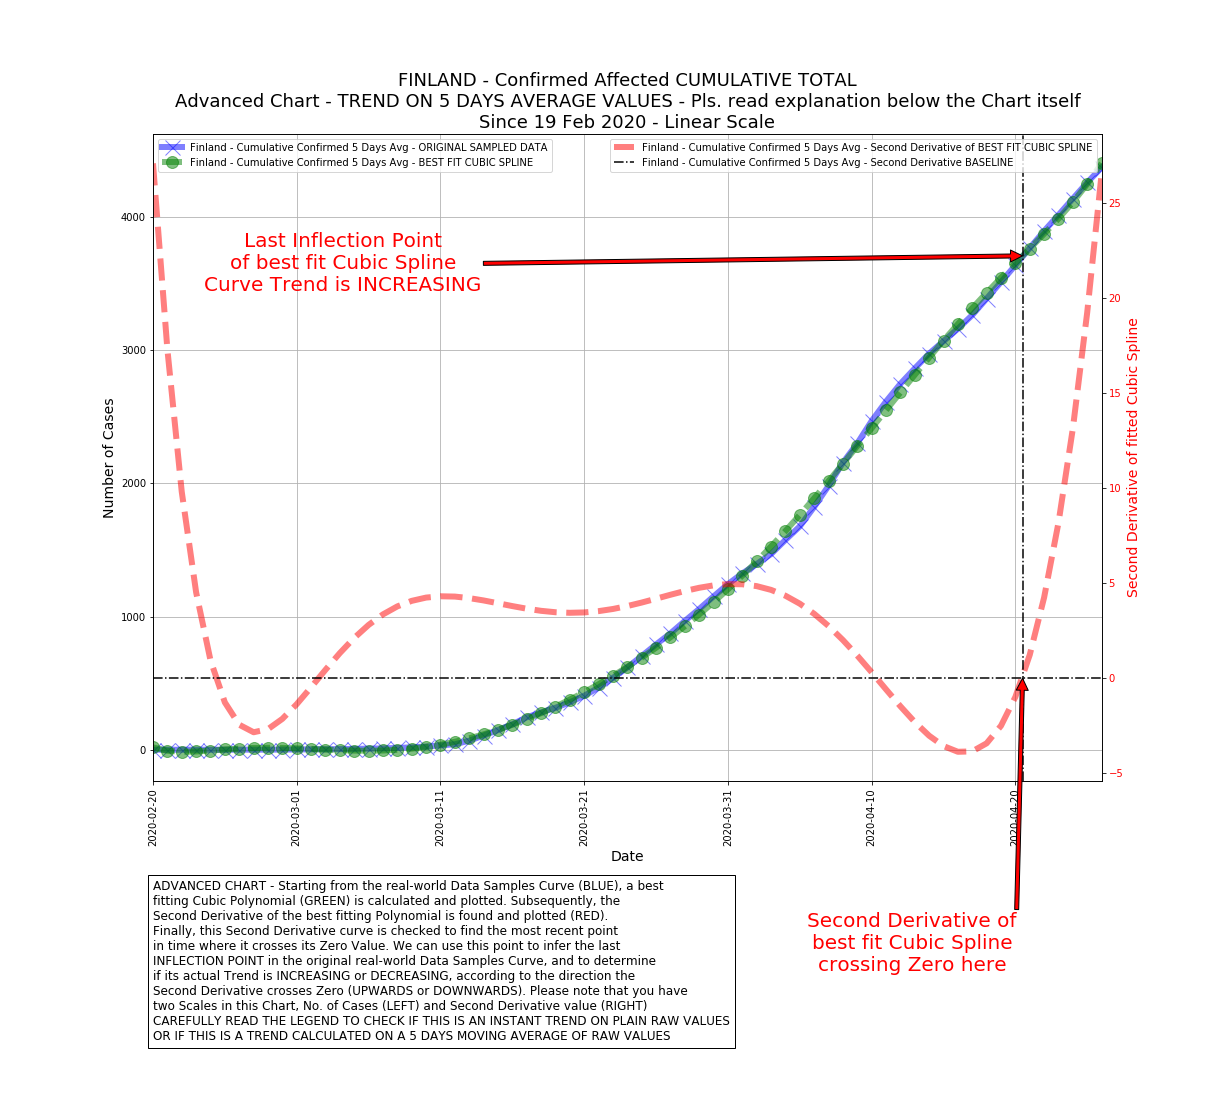 FINLAND - Confirmed Affected CUMULATIVE TOTAL
Advanced Chart - TREND ON 5 DAYS AVERAGE VALUES - Pls. read explanation below the Chart itself
Since 19 Feb 2020 - Linear Scale
Finland - Cumulative Confirmed 5 Days Avg - ORIGINAL SAMPLED DATA
Finland - Cumulative Confirmed 5 Days Avg - BEST FIT CUBIC SPLINE
Finland - Cumulative Confirmed 5 Days Avg - Second Derivative of BEST FIT CUBIC SPLINE
Finland - Cumulative Confirmed 5 Days Avg - Second Derivative BASELINE
Last Inflection Point
of best fit Cubic Spline
Curve Trend is INCREASING
Number of Cases
4000
3000
2000
1000
0
25
20
15
10
5
0
−5
Second Derivative of fitted Cubic Spline
2020-02-20
2020-03-01
2020-03-11
2020-03-21
2020-03-31
2020-04-10
2020-04-20
Date
ADVANCED CHART - Starting from the real-world Data Samples Curve (BLUE), a best
fitting Cubic Polynomial (GREEN) is calculated and plotted. Subsequently, the
Second Derivative of the best fitting Polynomial is found and plotted (RED).
Finally, this Second Derivative curve is checked to find the most recent point
in time where it crosses its Zero Value. We can use this point to infer the last
INFLECTION POINT in the original real-world Data Samples Curve, and to determine
if its actual Trend is INCREASING or DECREASING, according to the direction the
Second Derivative crosses Zero (UPWARDS or DOWNWARDS). Please note that you have
two Scales in this Chart, No. of Cases (LEFT) and Second Derivative value (RIGHT)
CAREFULLY READ THE LEGEND TO CHECK IF THIS IS AN INSTANT TREND ON PLAIN RAW VALUES
OR IF THIS IS A TREND CALCULATED ON A 5 DAYS MOVING AVERAGE OF RAW VALUES
Second Derivative of
best fit Cubic Spline
crossing Zero here